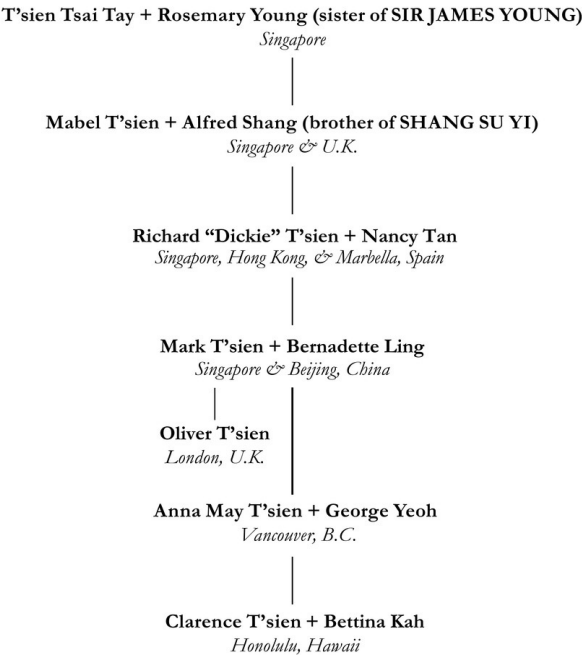 T’sien Tsai Tay + Rosemary Young (sister of SIR JAMES YOUNG)
Singapore
Mabel T’sien + Alfred Shang (brother of SHANG SU YI)
Singapore & U.K.
Richard “Dickie” T’sien + Nancy Tan
Singapore, Hong Kong, & Marbella, Spain
Mark T’sien + Bernadette Ling
Singapore & Beijing, China
Oliver T’sien
London, U.K.
Anna May T’sien + George Yeoh
Vancouver, B.C.
Clarence T’sien + Bettina Kah
Honolulu, Hawaii